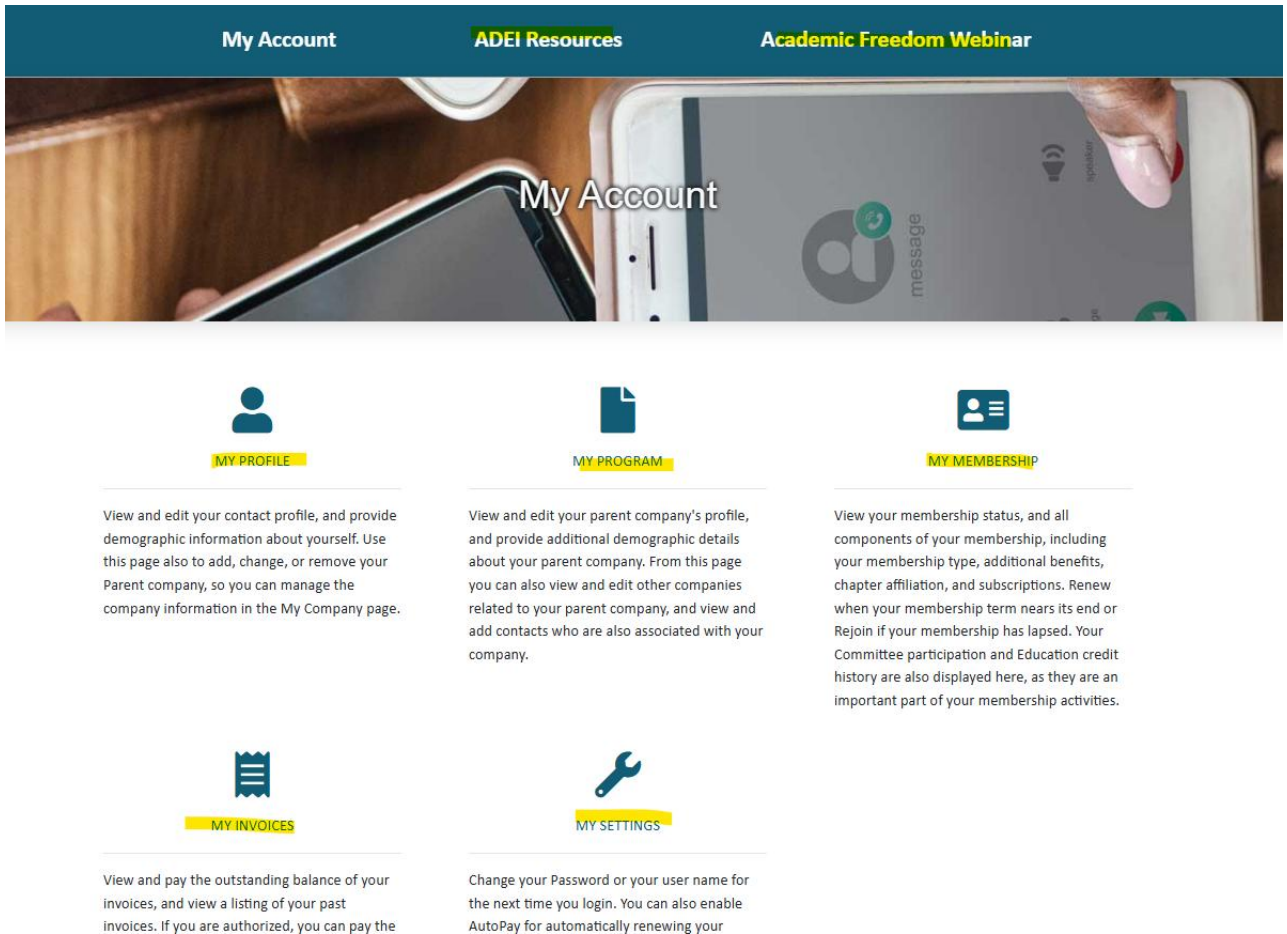 My Account ADEI Resources Academic Freedom Webinar
My Account
speaker
message
MY PROFILE
View and edit your contact profile, and provide
demographic information about yourself. Use
this page also to add, change, or remove your
Parent company, so you can manage the
company information in the My Company page.
MY PROGRAM
View and edit your parent company's profile,
and provide additional demographic details
about your parent company. From this page
you can also view and edit other companies
related to your parent company, and view and
add contacts who are also associated with your
company.
MY MEMBERSHIP
View your membership status, and all
components of your membership, including
your membership type, additional benefits,
chapter affiliation, and subscriptions. Renew
when your membership term nears its end or
Rejoin if your membership has lapsed. Your
Committee participation and Education credit
history are also displayed here, as they are an
important part of your membership activities.
MY INVOICES
View and pay the outstanding balance of your
invoices, and view a listing of your past
invoices. If you are authorized, you can pay the
MY SETTINGS
Change your Password or your user name for
the next time you login. You can also enable
AutoPay for automatically renewing your